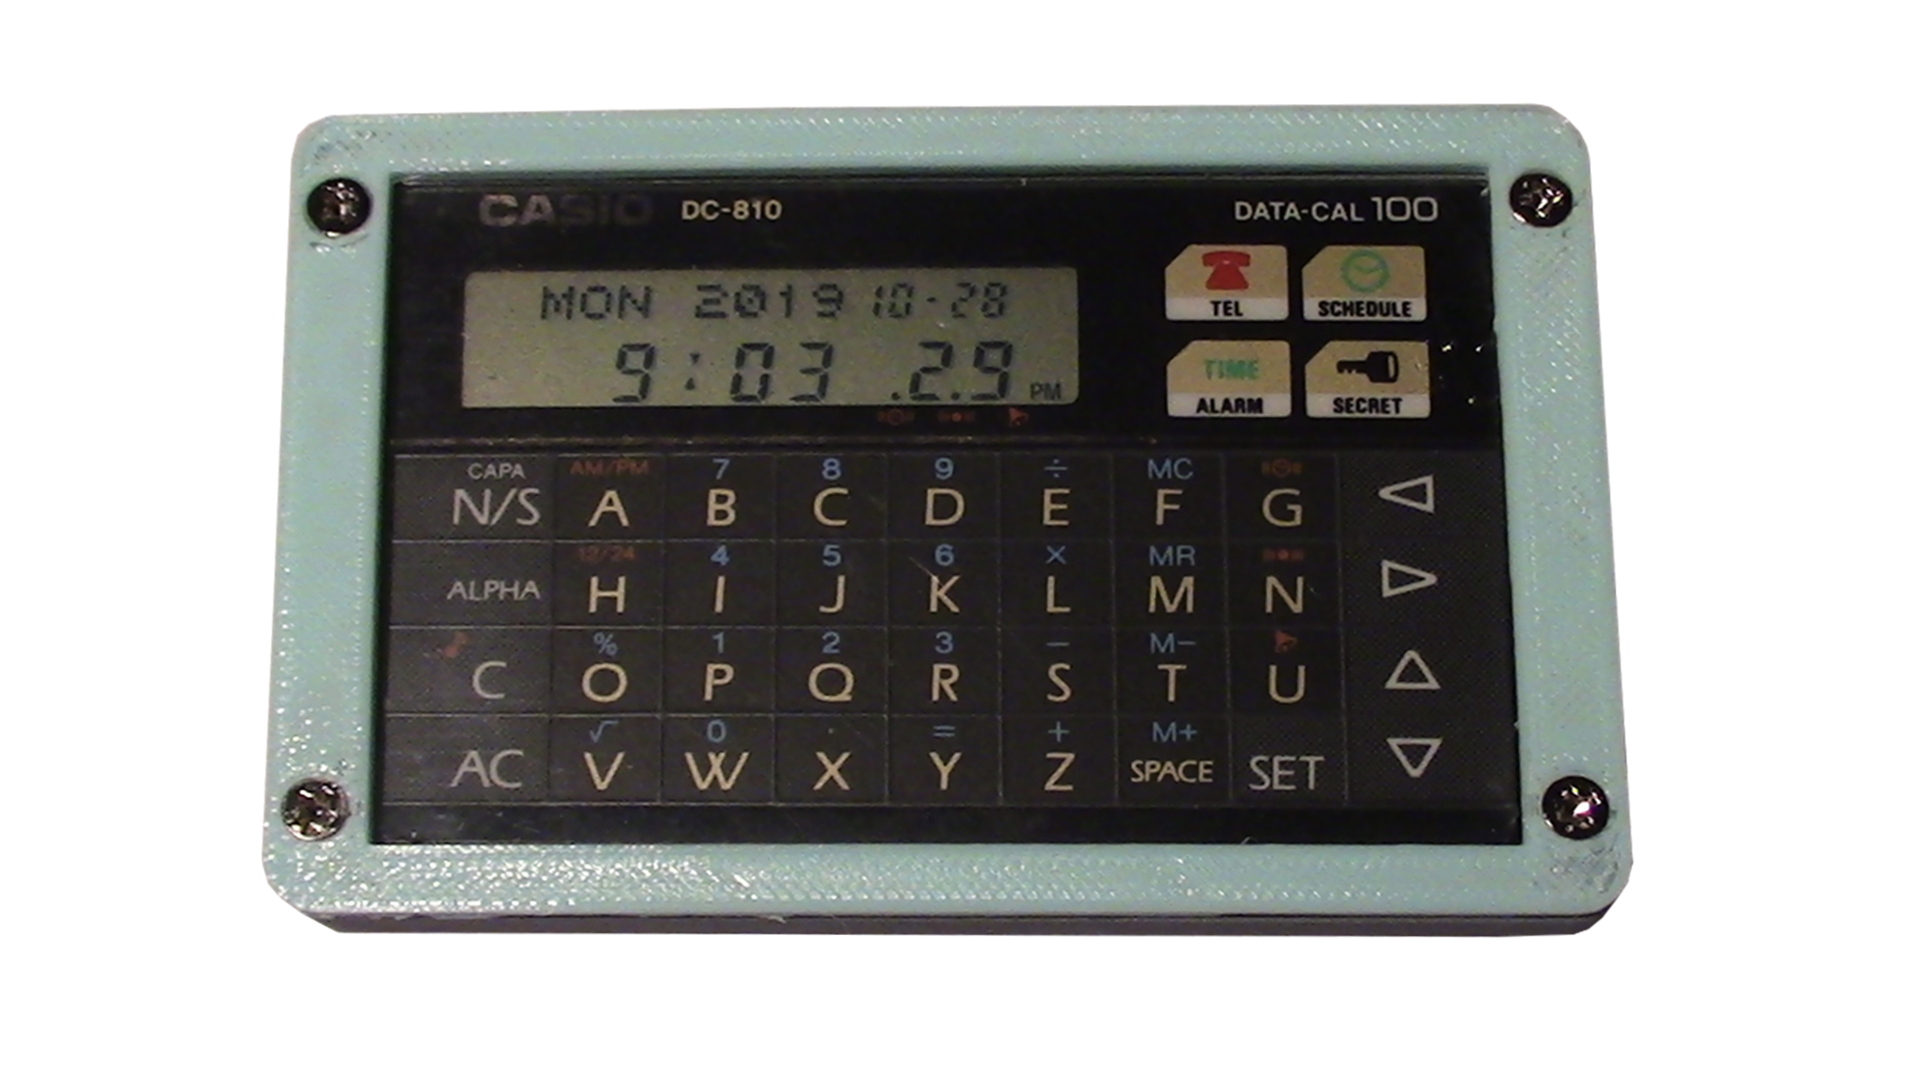 CASIO DC-810 DATA-CAL 100
MON 2019 10-28
9:03 .2.9 PM
TEL SCHEDULE
TIME
ALARM SECRET
CAPA AM/PM 7 8 9 ÷ MC
N/S A B C D E F G
12/24 4 5 6 × MR
ALPHA H I J K L M N
% 1 2 3 − M−
C O P Q R S T U
√ 0 · = + M+
AC V W X Y Z SPACE SET